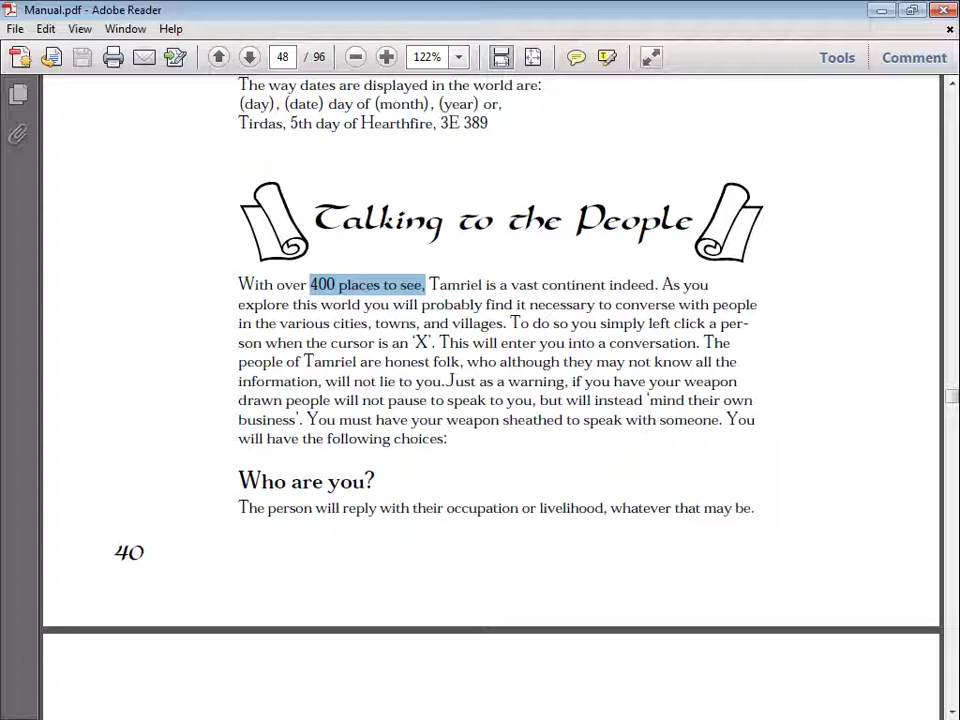 Manual.pdf - Adobe Reader
File Edit View Window Help
48 / 96 122% Tools Comment
The way dates are displayed in the world are:
(day), (date) day of (month), (year) or,
Tirdas, 5th day of Hearthfire, 3E 389
Talking to the People
With over 400 places to see, Tamriel is a vast continent indeed. As you
explore this world you will probably find it necessary to converse with people
in the various cities, towns, and villages. To do so you simply left click a per-
son when the cursor is an ‘X’. This will enter you into a conversation. The
people of Tamriel are honest folk, who although they may not know all the
information, will not lie to you.Just as a warning, if you have your weapon
drawn people will not pause to speak to you, but will instead ‘mind their own
business’. You must have your weapon sheathed to speak with someone. You
will have the following choices:
Who are you?
The person will reply with their occupation or livelihood, whatever that may be.
40